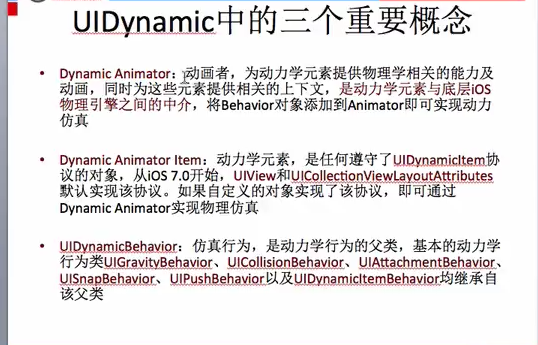 UIDynamic中的三个重要概念
• Dynamic Animator：动画者，为动力学元素提供物理学相关的能力及
动画，同时为这些元素提供相关的上下文，是动力学元素与底层iOS
物理引擎之间的中介，将Behavior对象添加到Animator即可实现动力
仿真
• Dynamic Animator Item：动力学元素，是任何遵守了UIDynamicItem协
议的对象，从iOS 7.0开始，UIView和UICollectionViewLayoutAttributes
默认实现该协议。如果自定义的对象实现了该协议，即可通过
Dynamic Animator实现物理仿真
• UIDynamicBehavior：仿真行为，是动力学行为的父类，基本的动力学
行为类UIGravityBehavior、UICollisionBehavior、UIAttachmentBehavior、
UISnapBehavior、UIPushBehavior以及UIDynamicItemBehavior均继承自
该父类